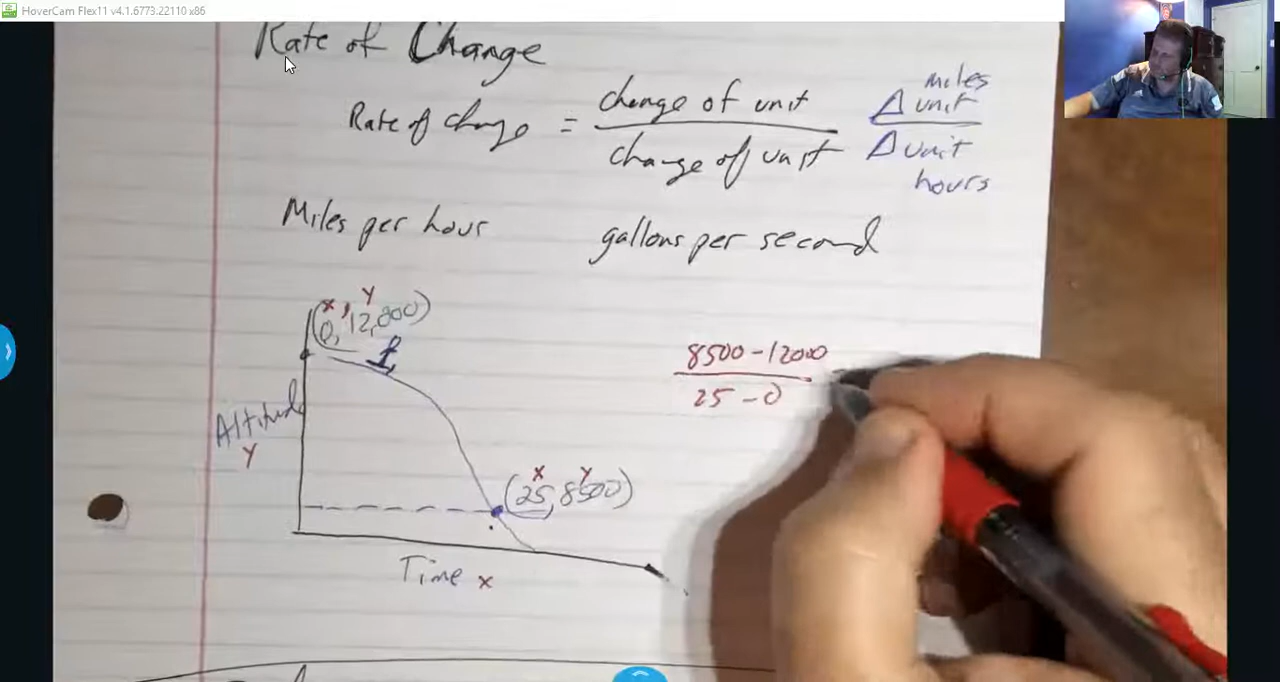 HoverCam Flex11 v4.1.6773.22110 x86
Rate of Change
Rate of change = change of unit / change of unit Δ unit / Δ unit
miles
hours
Miles per hour gallons per second
x, y
(0, 12,000)
f
Altitude
y
x y
(25, 8500)
Time x
8500 - 12000
25 - 0